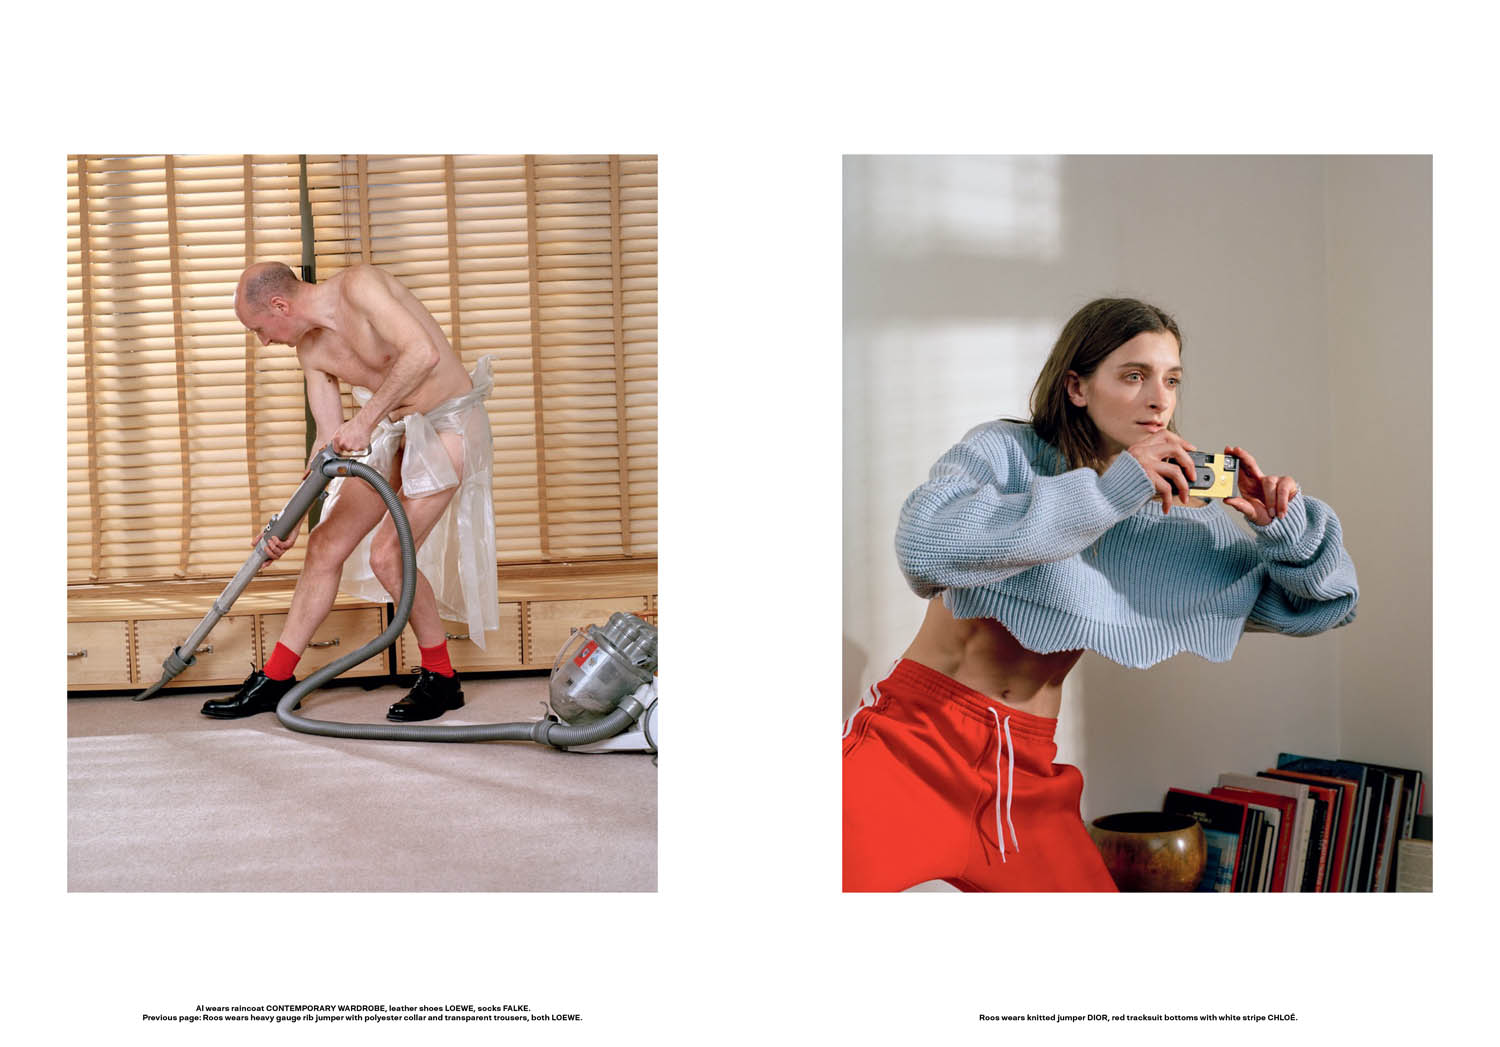 Al wears raincoat CONTEMPORARY WARDROBE, leather shoes LOEWE, socks FALKE.
Previous page: Roos wears heavy gauge rib jumper with polyester collar and transparent trousers, both LOEWE.
Roos wears knitted jumper DIOR, red tracksuit bottoms with white stripe CHLOÉ.